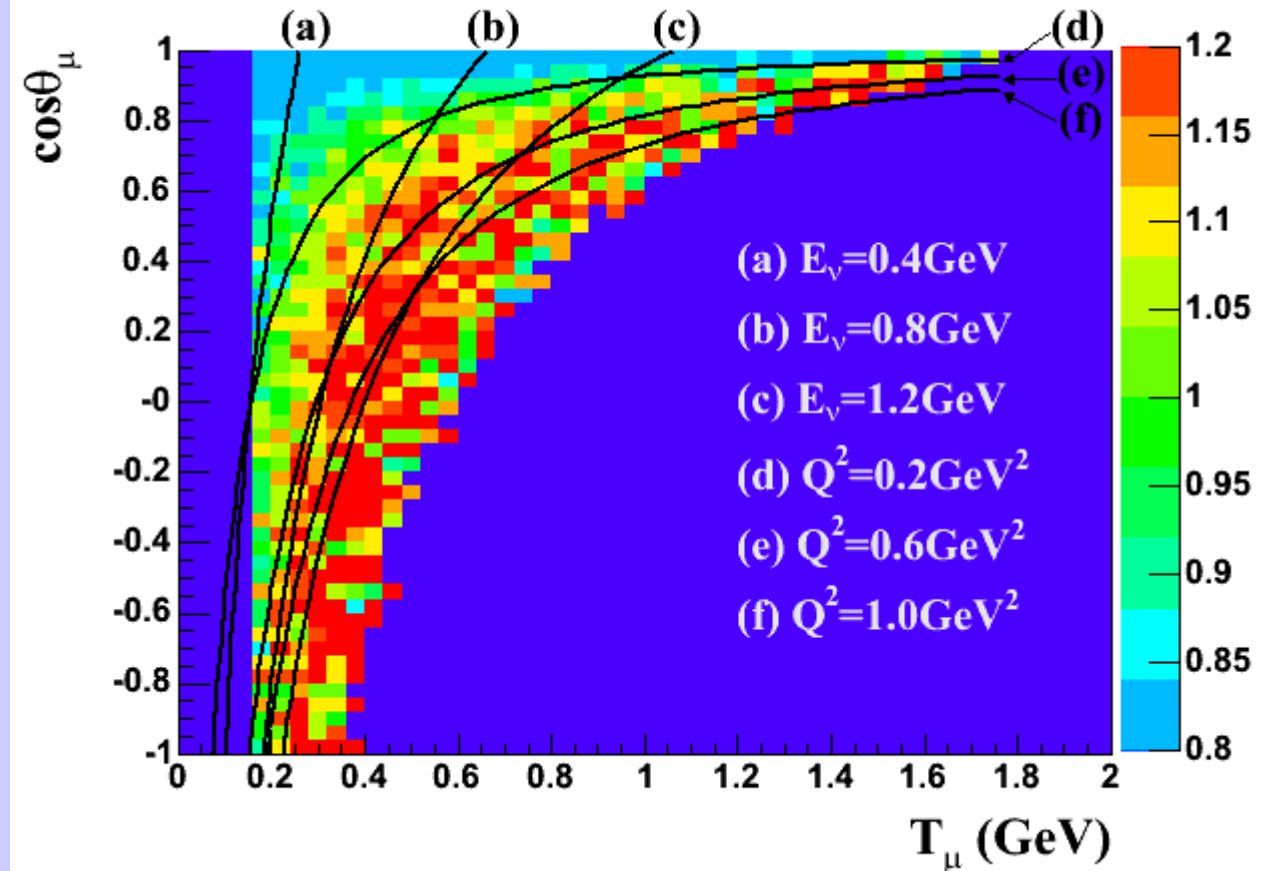 (a) (b) (c) (d)
(e)
(f)
cosθμ
1
0.8
0.6
0.4
0.2
-0
-0.2
-0.4
-0.6
-0.8
-1
0 0.2 0.4 0.6 0.8 1 1.2 1.4 1.6 1.8 2
Tμ (GeV)
(a) Eν=0.4GeV
(b) Eν=0.8GeV
(c) Eν=1.2GeV
(d) Q²=0.2GeV²
(e) Q²=0.6GeV²
(f) Q²=1.0GeV²
1.2
1.15
1.1
1.05
1
0.95
0.9
0.85
0.8